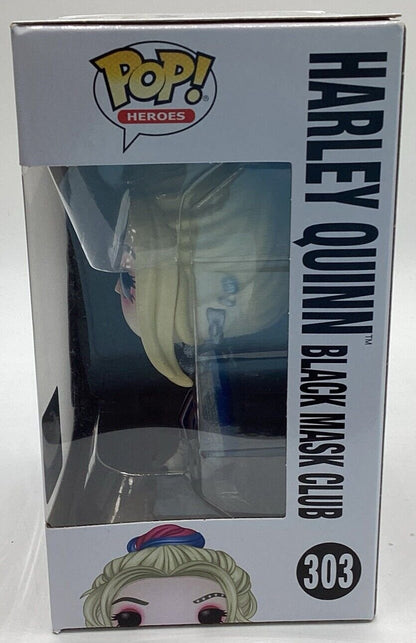 POP!
HEROES
HARLEY QUINN™
BLACK MASK CLUB
303